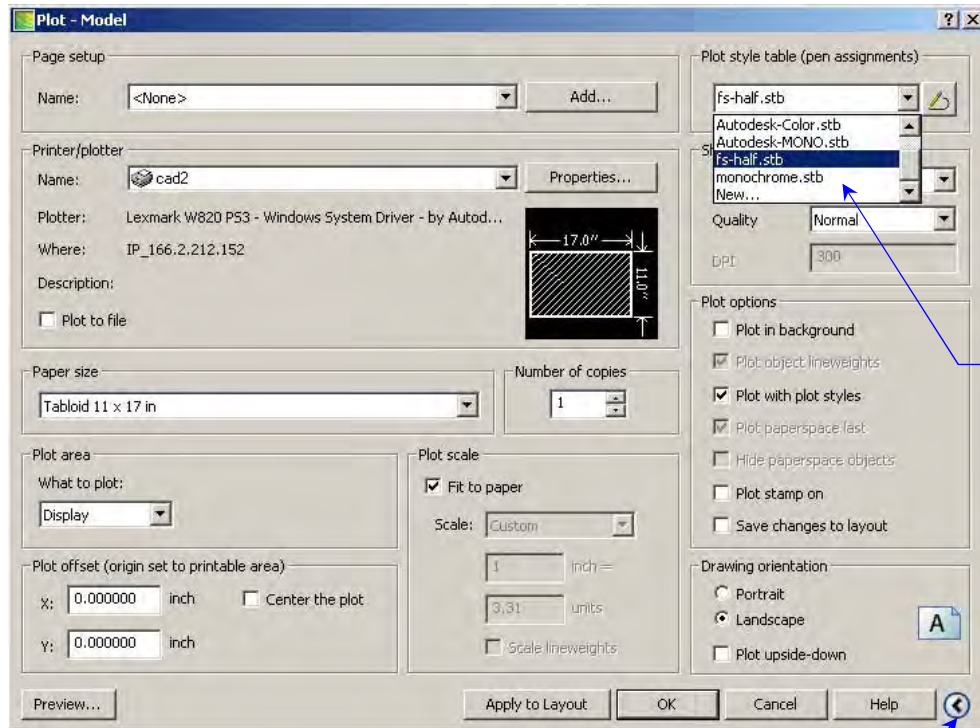 Plot - Model
Page setup
Name: <None> Add...
Printer/plotter
Name: cad2 Properties...
Plotter: Lexmark W820 PS3 - Windows System Driver - by Autod...
Where: IP_166.2.212.152
Description:
Plot to file
17.0''
11.0''
Paper size
Tabloid 11 x 17 in
Number of copies
1
Plot area
What to plot:
Display
Plot scale
Fit to paper
Scale: Custom
1 inch =
3.31 units
Scale lineweights
Plot offset (origin set to printable area)
X: 0.000000 inch Center the plot
Y: 0.000000 inch
Plot style table (pen assignments)
fs-half.stb
Autodesk-Color.stb
Autodesk-MONO.stb
fs-half.stb
monochrome.stb
New...
Quality Normal
DPI 300
Plot options
Plot in background
Plot object lineweights
Plot with plot styles
Plot paperspace last
Hide paperspace objects
Plot stamp on
Save changes to layout
Drawing orientation
Portrait
Landscape
Plot upside-down
A
Preview... Apply to Layout OK Cancel Help